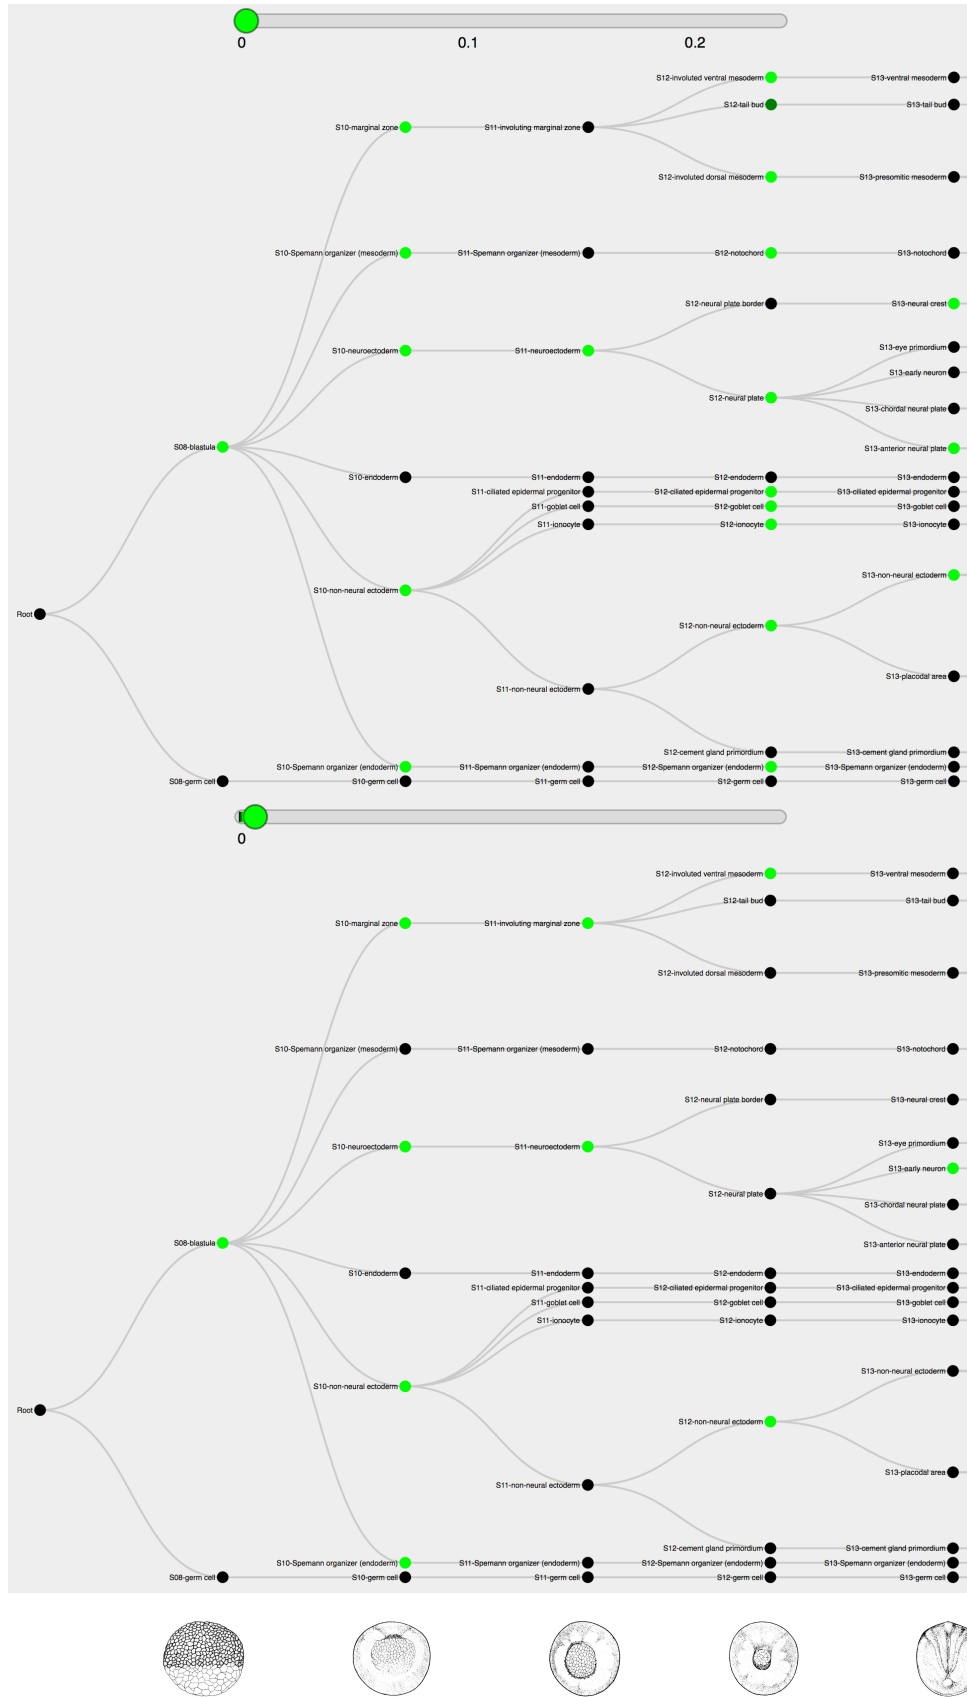 0 0.1 0.2
S12-involuted ventral mesoderm S13-ventral mesoderm
S12-tail bud S13-tail bud
S10-marginal zone S11-involuting marginal zone
S12-involuted dorsal mesoderm S13-presomitic mesoderm
S10-Spemann organizer (mesoderm) S11-Spemann organizer (mesoderm) S12-notochord S13-notochord
S12-neural plate border S13-neural crest
S13-eye primordium
S10-neuroectoderm S11-neuroectoderm
S13-early neuron
S12-neural plate
S13-chordal neural plate
S08-blastula S13-anterior neural plate
S10-endoderm S11-endoderm S12-endoderm S13-endoderm
S11-ciliated epidermal progenitor S12-ciliated epidermal progenitor S13-ciliated epidermal progenitor
S11-goblet cell S12-goblet cell S13-goblet cell
S11-ionocyte S12-ionocyte S13-ionocyte
S13-non-neural ectoderm
S10-non-neural ectoderm
Root
S12-non-neural ectoderm
S13-placodal area
S11-non-neural ectoderm
S12-cement gland primordium S13-cement gland primordium
S10-Spemann organizer (endoderm) S11-Spemann organizer (endoderm) S12-Spemann organizer (endoderm) S13-Spemann organizer (endoderm)
S08-germ cell S10-germ cell S11-germ cell S12-germ cell S13-germ cell
0
S12-involuted ventral mesoderm S13-ventral mesoderm
S12-tail bud S13-tail bud
S10-marginal zone S11-involuting marginal zone
S12-involuted dorsal mesoderm S13-presomitic mesoderm
S10-Spemann organizer (mesoderm) S11-Spemann organizer (mesoderm) S12-notochord S13-notochord
S12-neural plate border S13-neural crest
S13-eye primordium
S10-neuroectoderm S11-neuroectoderm
S13-early neuron
S12-neural plate
S13-chordal neural plate
S08-blastula S13-anterior neural plate
S10-endoderm S11-endoderm S12-endoderm S13-endoderm
S11-ciliated epidermal progenitor S12-ciliated epidermal progenitor S13-ciliated epidermal progenitor
S11-goblet cell S12-goblet cell S13-goblet cell
S11-ionocyte S12-ionocyte S13-ionocyte
S13-non-neural ectoderm
S10-non-neural ectoderm
Root
S12-non-neural ectoderm
S13-placodal area
S11-non-neural ectoderm
S12-cement gland primordium S13-cement gland primordium
S10-Spemann organizer (endoderm) S11-Spemann organizer (endoderm) S12-Spemann organizer (endoderm) S13-Spemann organizer (endoderm)
S08-germ cell S10-germ cell S11-germ cell S12-germ cell S13-germ cell